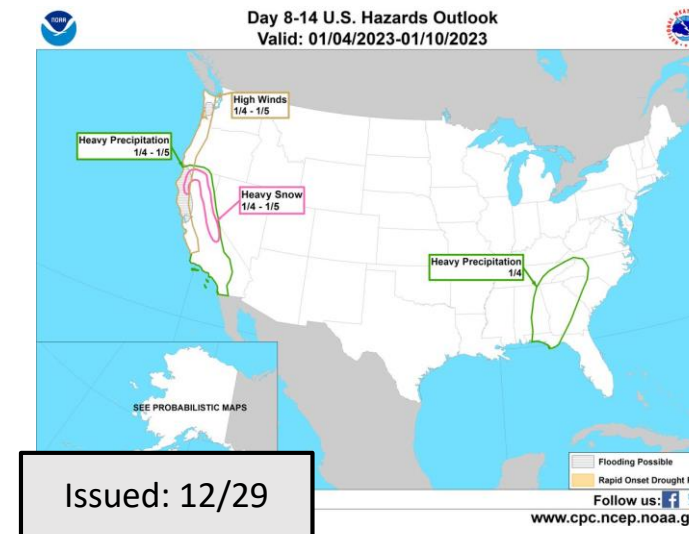 NOAA
Day 8-14 U.S. Hazards Outlook
Valid: 01/04/2023-01/10/2023
High Winds
1/4 - 1/5
Heavy Precipitation
1/4 - 1/5
Heavy Snow
1/4 - 1/5
Heavy Precipitation
1/4
SEE PROBABILISTIC MAPS
Issued: 12/29
Flooding Possible
Rapid Onset Drought
Follow us:
www.cpc.ncep.noaa.g